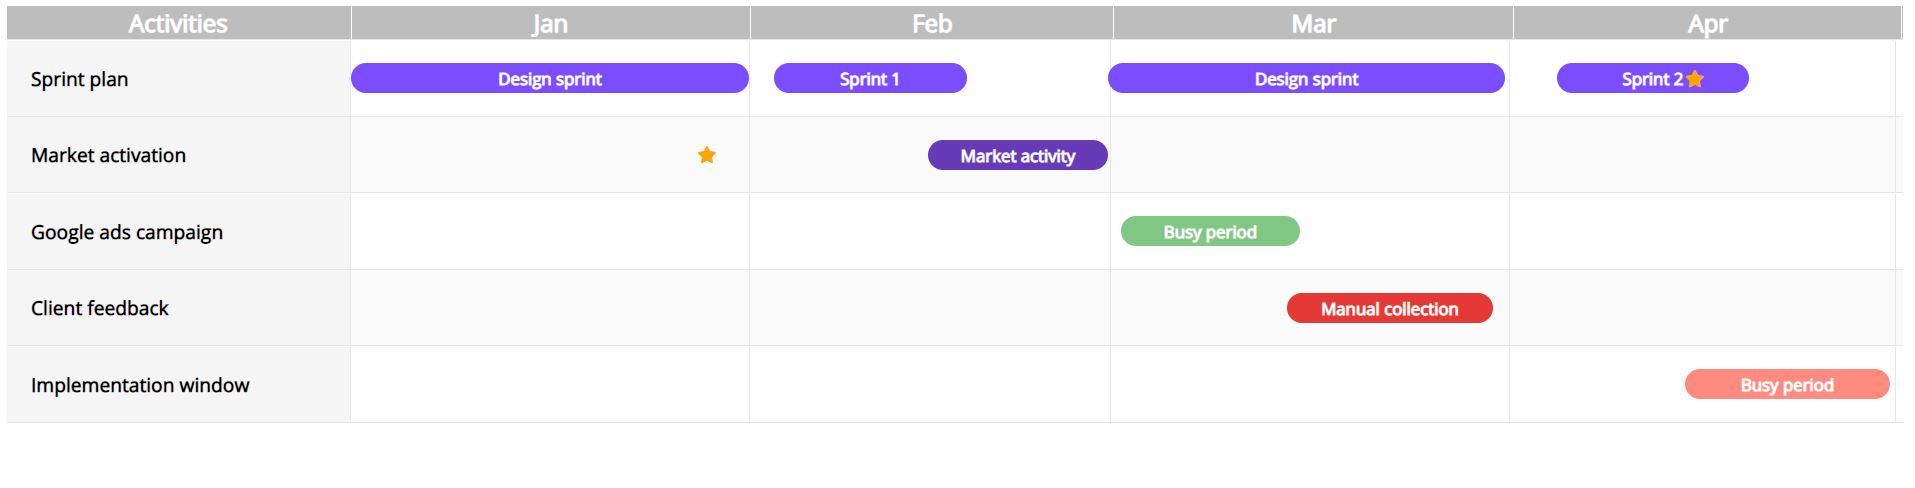 Activities Jan Feb Mar Apr
Sprint plan Design sprint Sprint 1 Design sprint Sprint 2
Market activation Market activity
Google ads campaign Busy period
Client feedback Manual collection
Implementation window Busy period